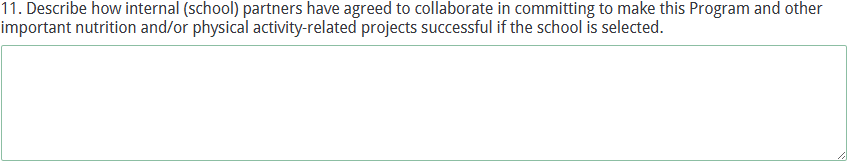 11. Describe how internal (school) partners have agreed to collaborate in committing to make this Program and other
important nutrition and/or physical activity-related projects successful if the school is selected.